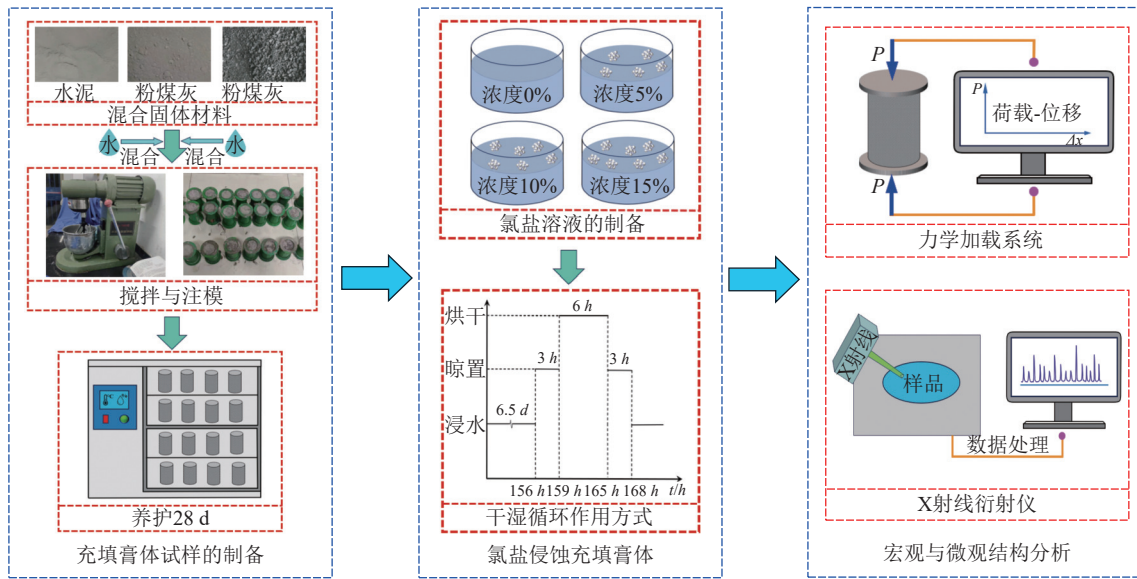 水泥
粉煤灰
粉煤灰
混合固体材料
水
混合
混合
水
搅拌与注模
养护28 d
充填膏体试样的制备
浓度0%
浓度5%
浓度10%
浓度15%
氯盐溶液的制备
烘干
晾置
浸水
6.5 d
3 h
6 h
3 h
156 h
159 h
165 h
168 h
t/h
干湿循环作用方式
氯盐侵蚀充填膏体
P
P
P
荷载-位移
Δx
力学加载系统
X射线
样品
数据处理
X射线衍射仪
宏观与微观结构分析